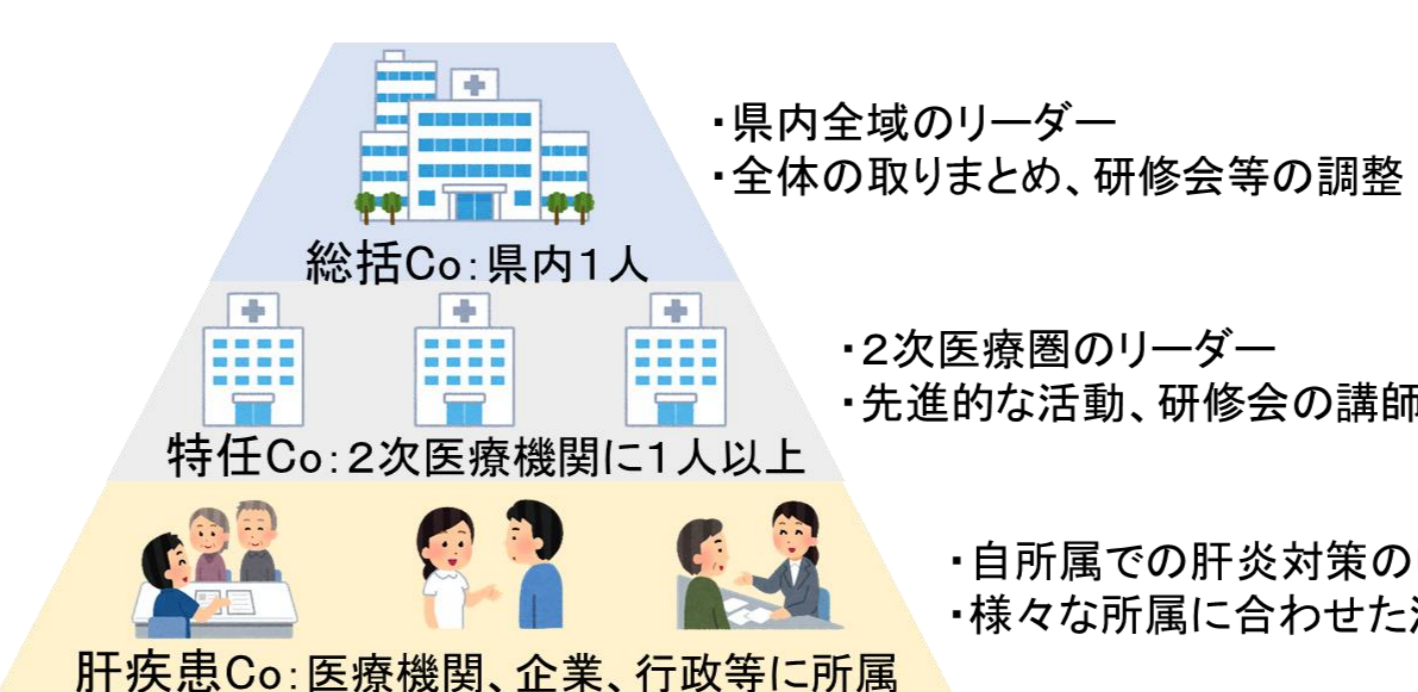 ・県内全域のリーダー
・全体の取りまとめ、研修会等の調整
総括Co:県内1人
・2次医療圏のリーダー
・先進的な活動、研修会の講師
特任Co:2次医療機関に1人以上
・自所属での肝炎対策の
・様々な所属に合わせた
肝疾患Co:医療機関、企業、行政等に所属